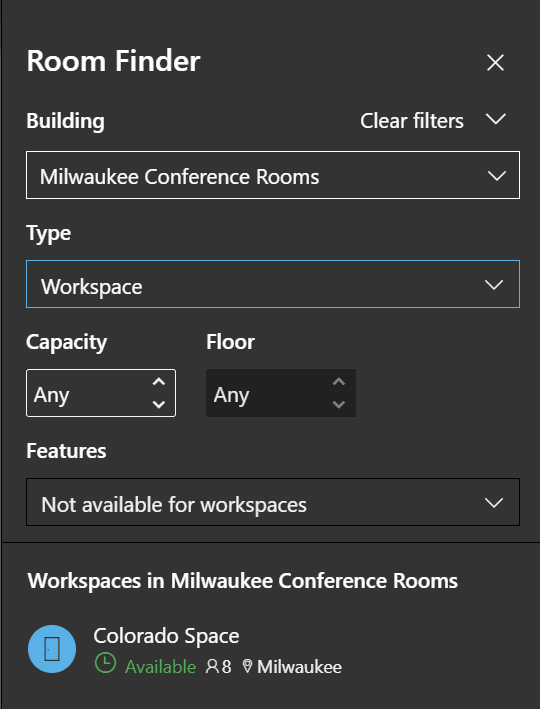 Room Finder
Building Clear filters
Milwaukee Conference Rooms
Type
Workspace
Capacity Floor
Any Any
Features
Not available for workspaces
Workspaces in Milwaukee Conference Rooms
Colorado Space
Available 8 Milwaukee